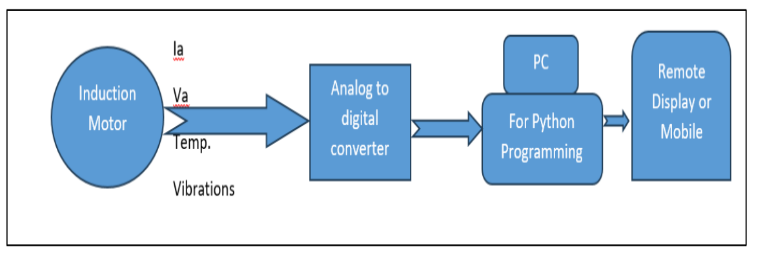 Induction
Motor
Ia
Va
Temp.
Vibrations
Analog to
digital
converter
PC
For Python
Programming
Remote
Display or
Mobile